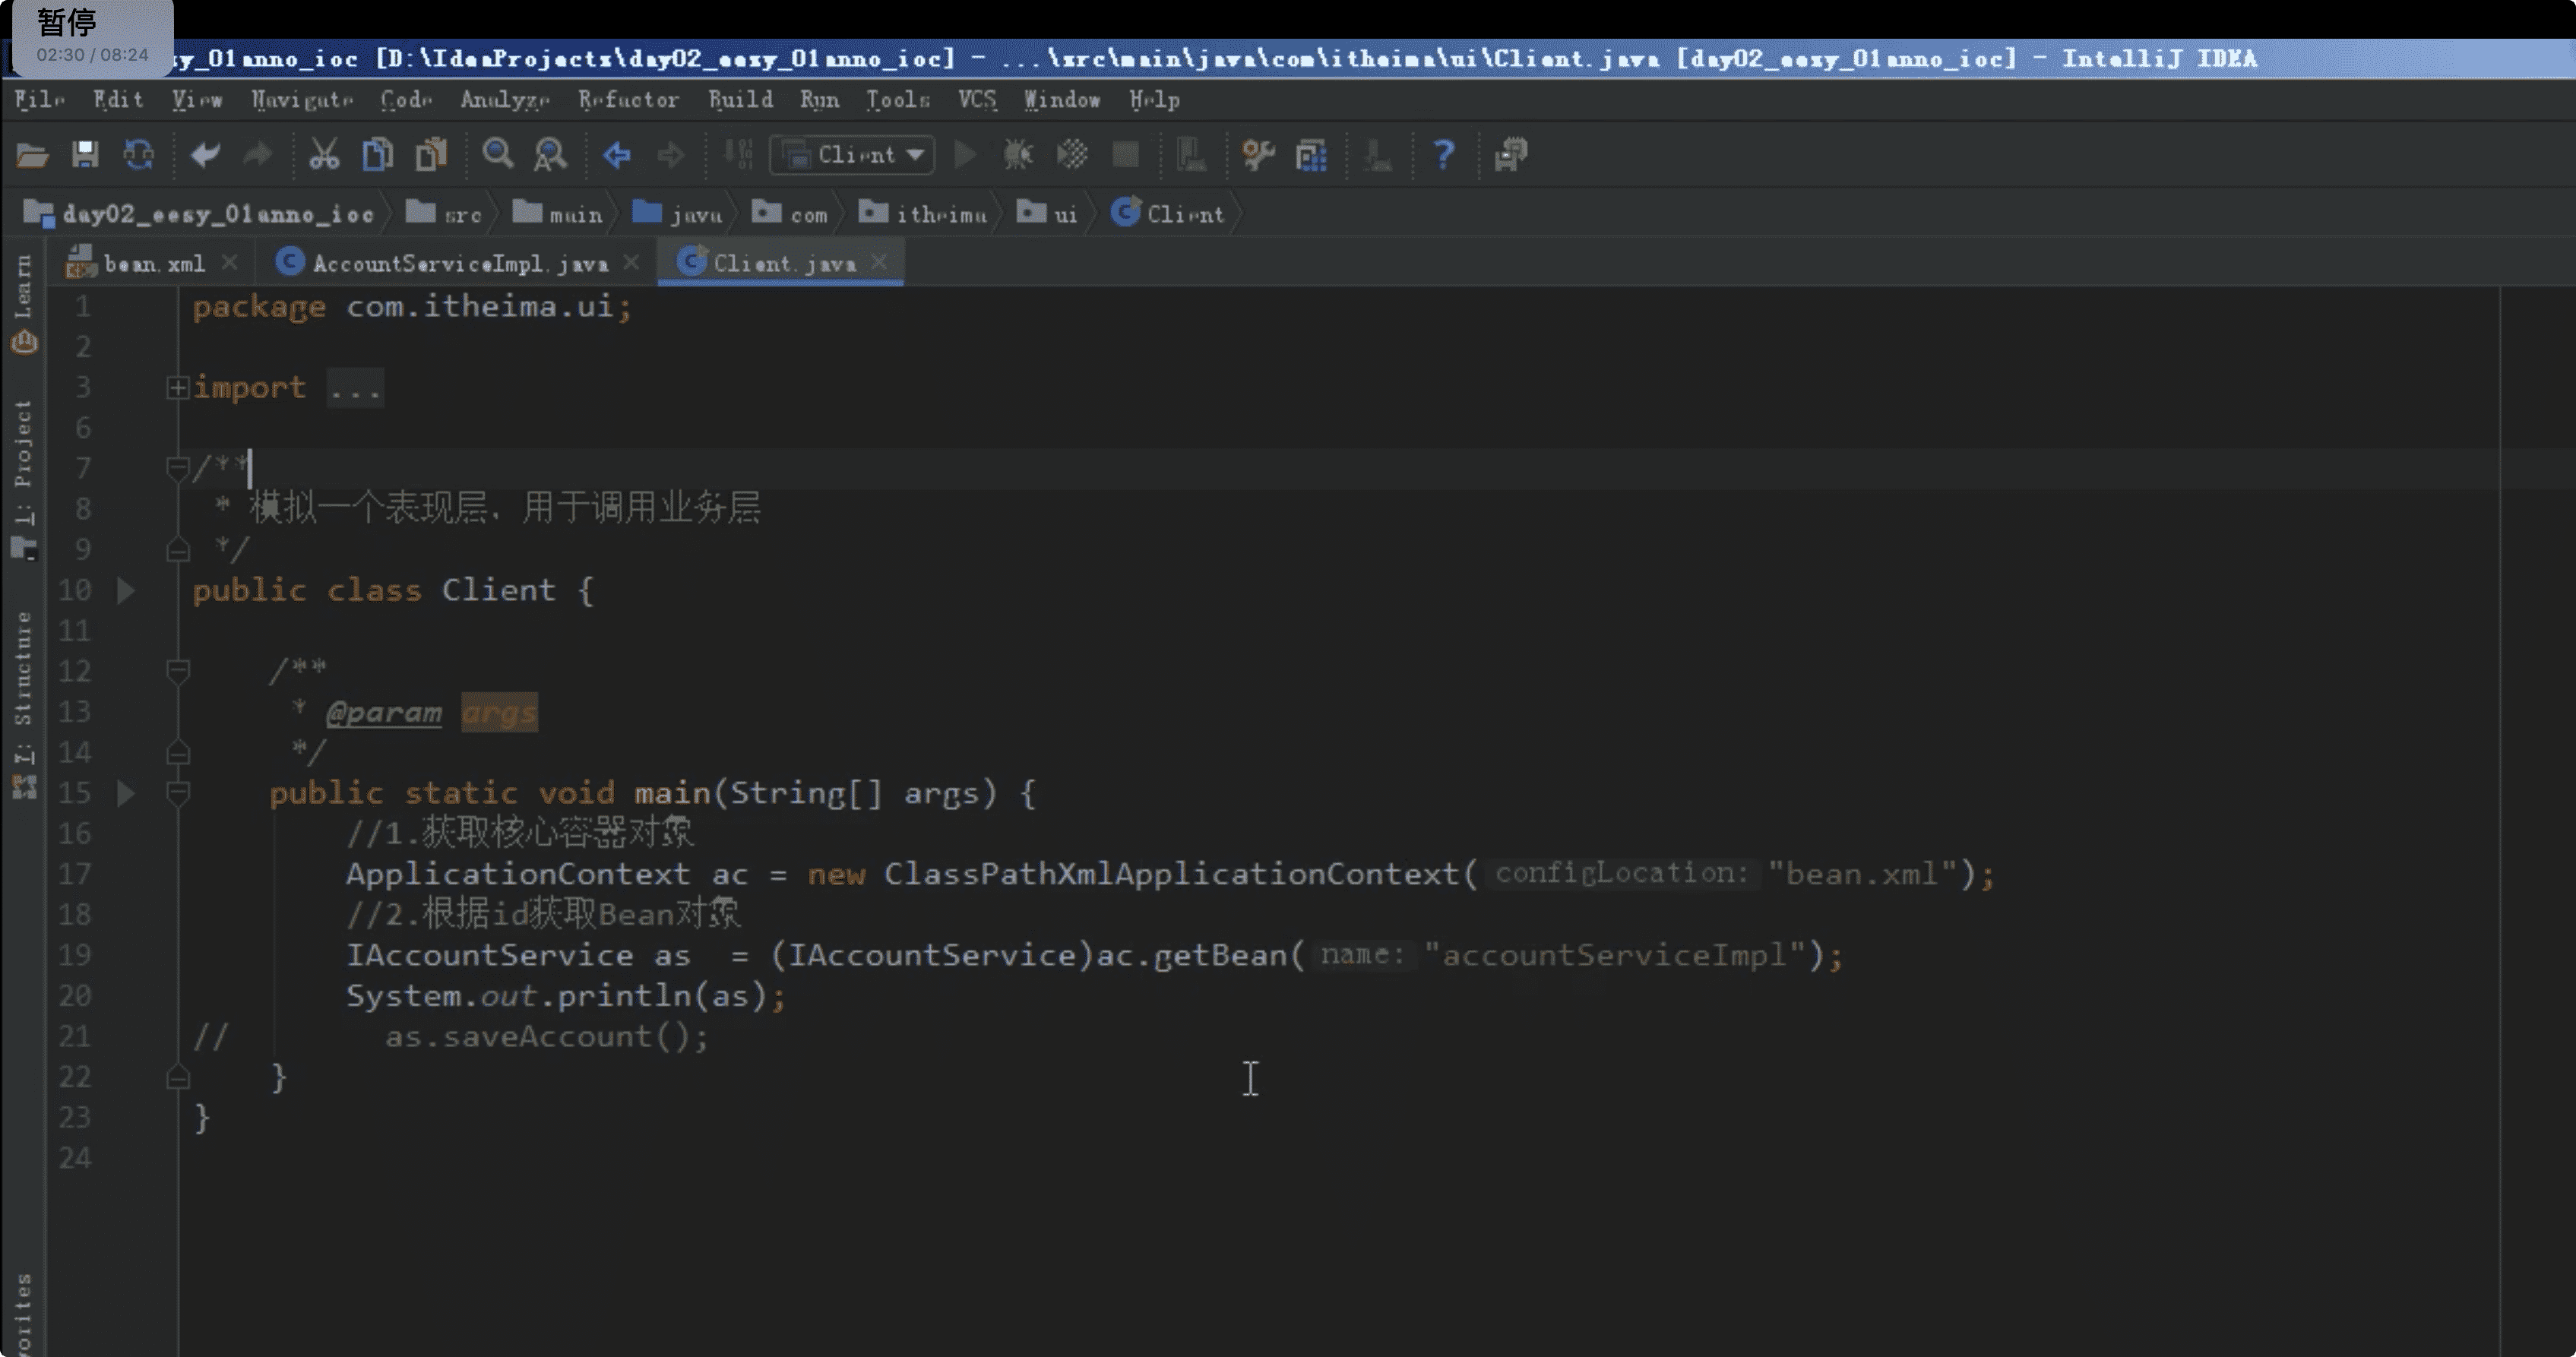 暂停
02:30 / 08:24
sy_01anno_ioc [D:\IdeaProjects\day02_eesy_01anno_ioc] - ...\src\main\java\com\itheima\ui\Client.java [day02_eesy_01anno_ioc] - IntelliJ IDEA
File Edit View Navigate Code Analyze Refactor Build Run Tools VCS Window Help
Client
day02_eesy_01anno_ioc src main java com itheima ui Client
bean.xml AccountServiceImpl.java Client.java
Learn
1: Project
7: Structure
vorites
1 package com.itheima.ui;
2
3 import ...
6
7 /**
8 * 模拟一个表现层，用于调用业务层
9 */
10 public class Client {
11
12 /**
13 * @param args
14 */
15 public static void main(String[] args) {
16 //1.获取核心容器对象
17 ApplicationContext ac = new ClassPathXmlApplicationContext( configLocation: "bean.xml");
18 //2.根据id获取Bean对象
19 IAccountService as = (IAccountService)ac.getBean( name: "accountServiceImpl");
20 System.out.println(as);
21 // as.saveAccount();
22 }
23 }
24